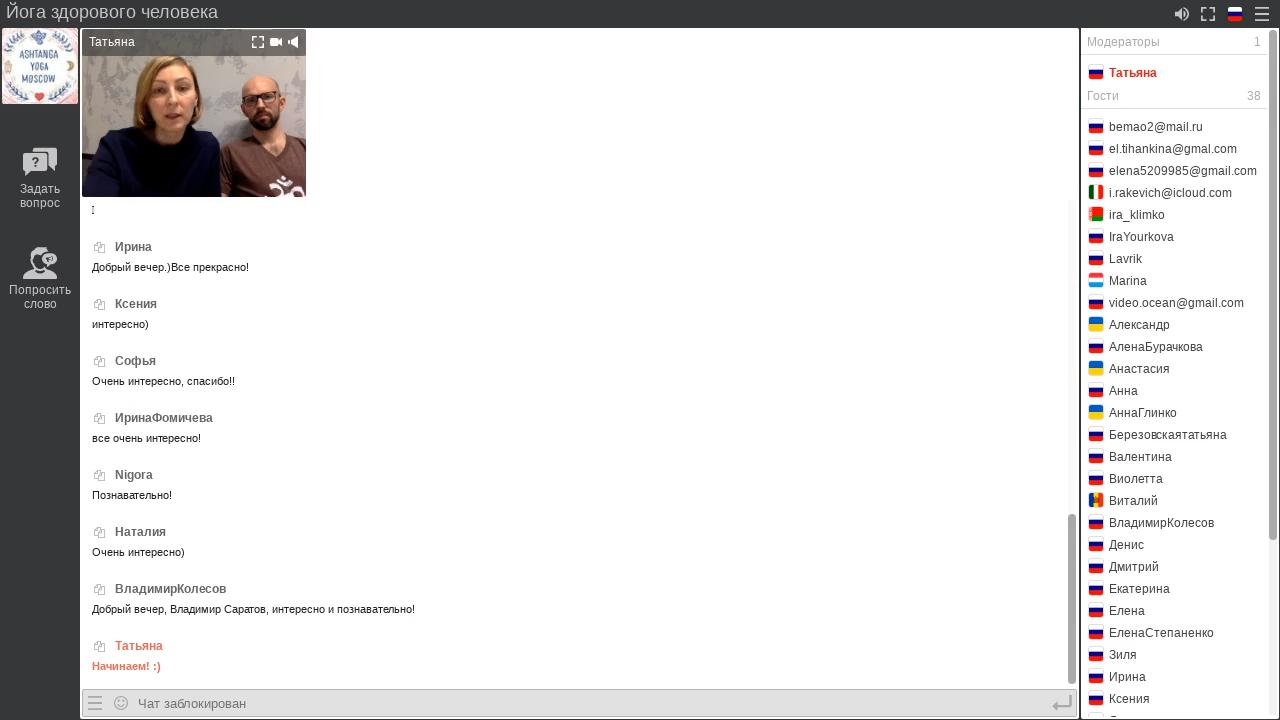 Йога здорового человека
ASHTANGA
YOGA
MOSCOW
Задать
вопрос
Попросить
слово
Татьяна
Ирина
Добрый вечер.)Все прекрасно!
Ксения
интересно)
Софья
Очень интересно, спасибо!!
ИринаФомичева
все очень интересно!
Nigora
Познавательно!
Наталия
Очень интересно)
ВладимирКолесов
Добрый вечер, Владимир Саратов, интересно и познавательно!
Татьяна
Начинаем! :)
Чат заблокирован
Модераторы 1
Татьяна
Гости 38
bemao2@mail.ru
el.tihankina@gmal.com
elena5209985@gmail.com
i.rakevich@icloud.com
ira_klimko
IraYourkova
Lavrik
Marina
video.ocean@gmail.com
Александр
АленаБурачкова
Анастасия
Анна
АннаГлинко
Березовскаятатьяна
Валентина
Виолетта
Виталий
ВладимирКолесов
Денис
Дмитрий
Екатерина
Елена
ЕленаСтепаненко
Зиля
Ирина
Ксения